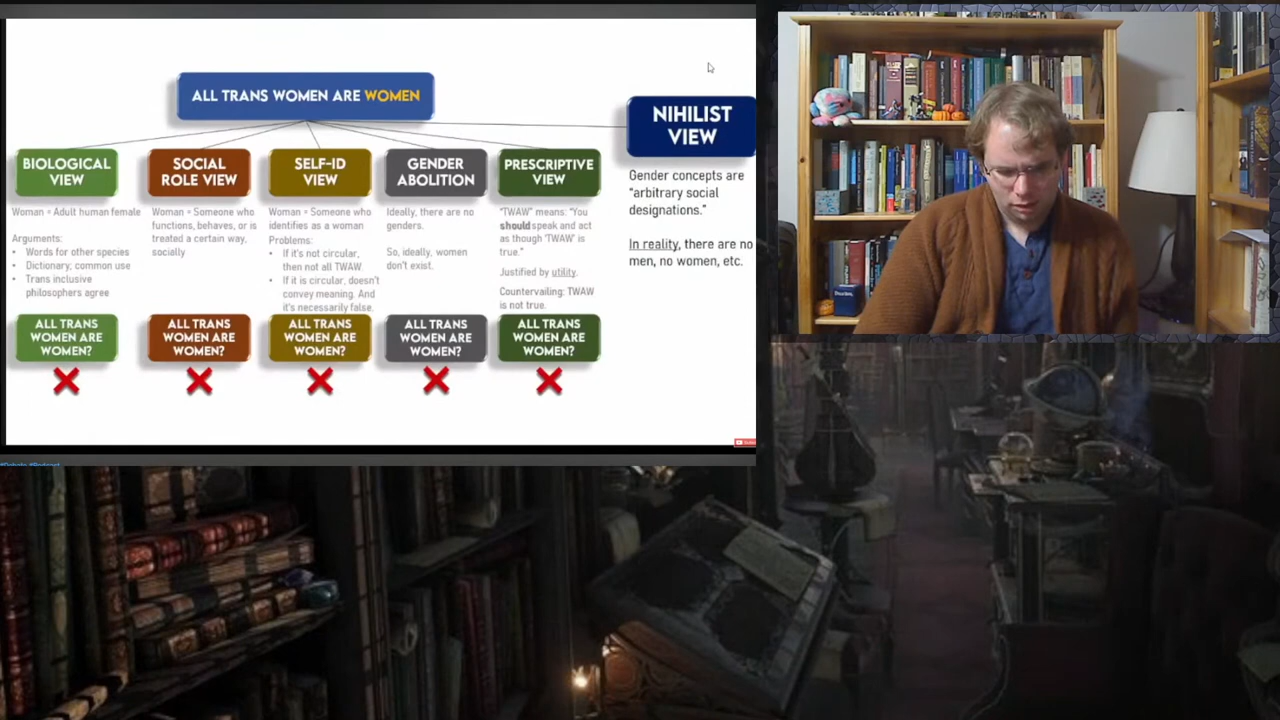 ALL TRANS WOMEN ARE WOMEN
NIHILIST
VIEW
Gender concepts are
"arbitrary social
designations."
In reality, there are no
men, no women, etc.
BIOLOGICAL
VIEW
Woman = Adult human female
Arguments:
• Words for other species
• Dictionary; common use
• Trans inclusive
philosophers agree
ALL TRANS
WOMEN ARE
WOMEN?
SOCIAL
ROLE VIEW
Woman = Someone who
functions, behaves, or is
treated a certain way,
socially
ALL TRANS
WOMEN ARE
WOMEN?
SELF-ID
VIEW
Woman = Someone who
identifies as a woman
Problems:
• If it's not circular,
then not all TWAW
• If it is circular, doesn't
convey meaning. And
it's necessarily false.
ALL TRANS
WOMEN ARE
WOMEN?
GENDER
ABOLITION
Ideally, there are no
genders.
So, ideally, women
don't exist.
ALL TRANS
WOMEN ARE
WOMEN?
PRESCRIPTIVE
VIEW
"TWAW" means: "You
should speak and act
as though 'TWAW' is
true."
Justified by utility.
Countervailing: TWAW
is not true.
ALL TRANS
WOMEN ARE
WOMEN?